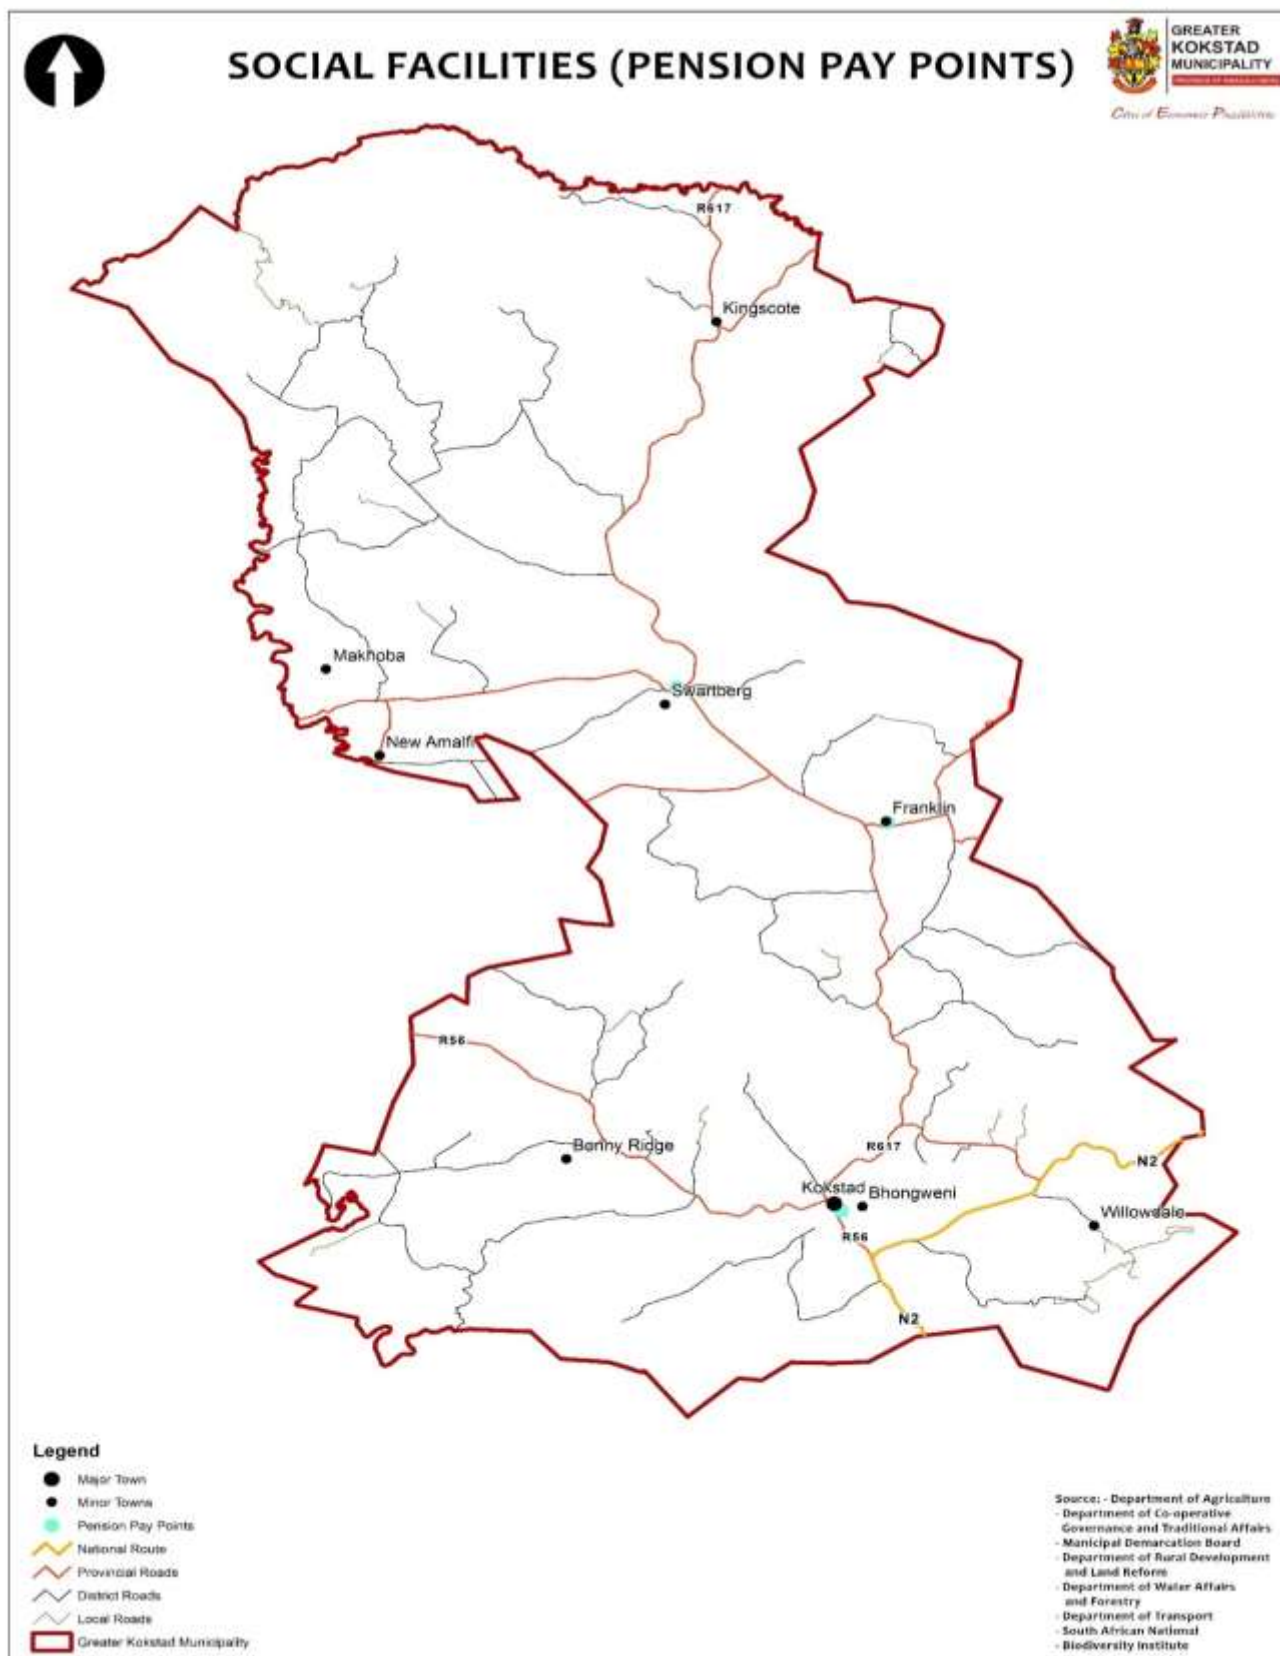 SOCIAL FACILITIES (PENSION PAY POINTS)
GREATER
KOKSTAD
MUNICIPALITY
R617
Kingscote
Makhoba
Swartberg
New Amalfi
Franklin
R56
Bonny Ridge
R617
N2
Kokstad
Bhongweni
Willowdale
R56
N2
Legend
Major Town
Minor Towns
Pension Pay Points
National Route
Provincial Roads
District Roads
Local Roads
Greater Kokstad Municipality
Source: - Department of Agriculture
- Department of Co-operative
Governance and Traditional Affairs
- Municipal Demarcation Board
- Department of Rural Development
and Land Reform
- Department of Water Affairs
and Forestry
- Department of Transport
- South African National
- Biodiversity Institute